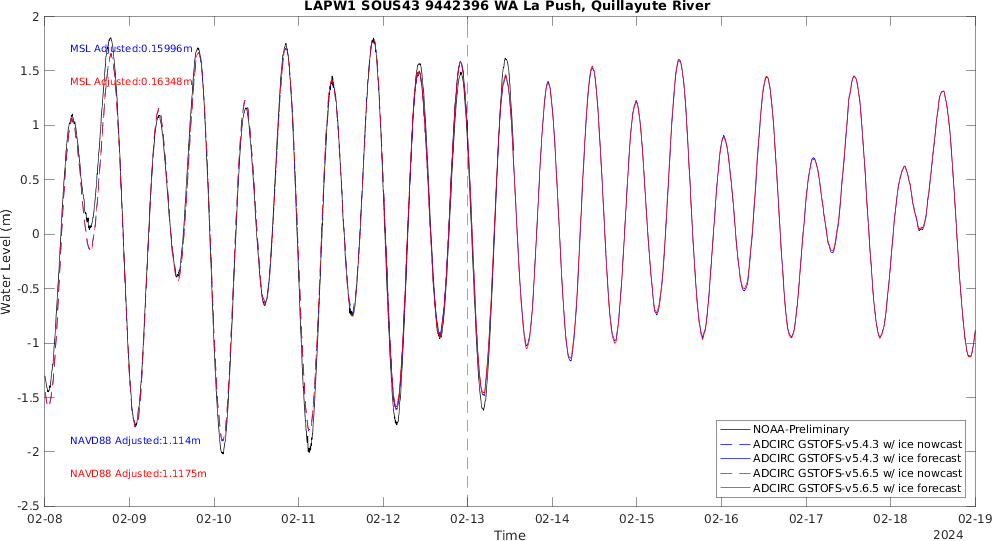 LAPW1 SOUS43 9442396 WA La Push, Quillayute River
2
1.5
1
0.5
0
-0.5
-1
-1.5
-2
-2.5
Water Level (m)
MSL Adjusted:0.15996m
MSL Adjusted:0.16348m
NAVD88 Adjusted:1.114m
NAVD88 Adjusted:1.1175m
NOAA-Preliminary
ADCIRC GSTOFS-v5.4.3 w/ ice nowcast
ADCIRC GSTOFS-v5.4.3 w/ ice forecast
ADCIRC GSTOFS-v5.6.5 w/ ice nowcast
ADCIRC GSTOFS-v5.6.5 w/ ice forecast
02-08 02-09 02-10 02-11 02-12 02-13 02-14 02-15 02-16 02-17 02-18 02-19
Time
2024